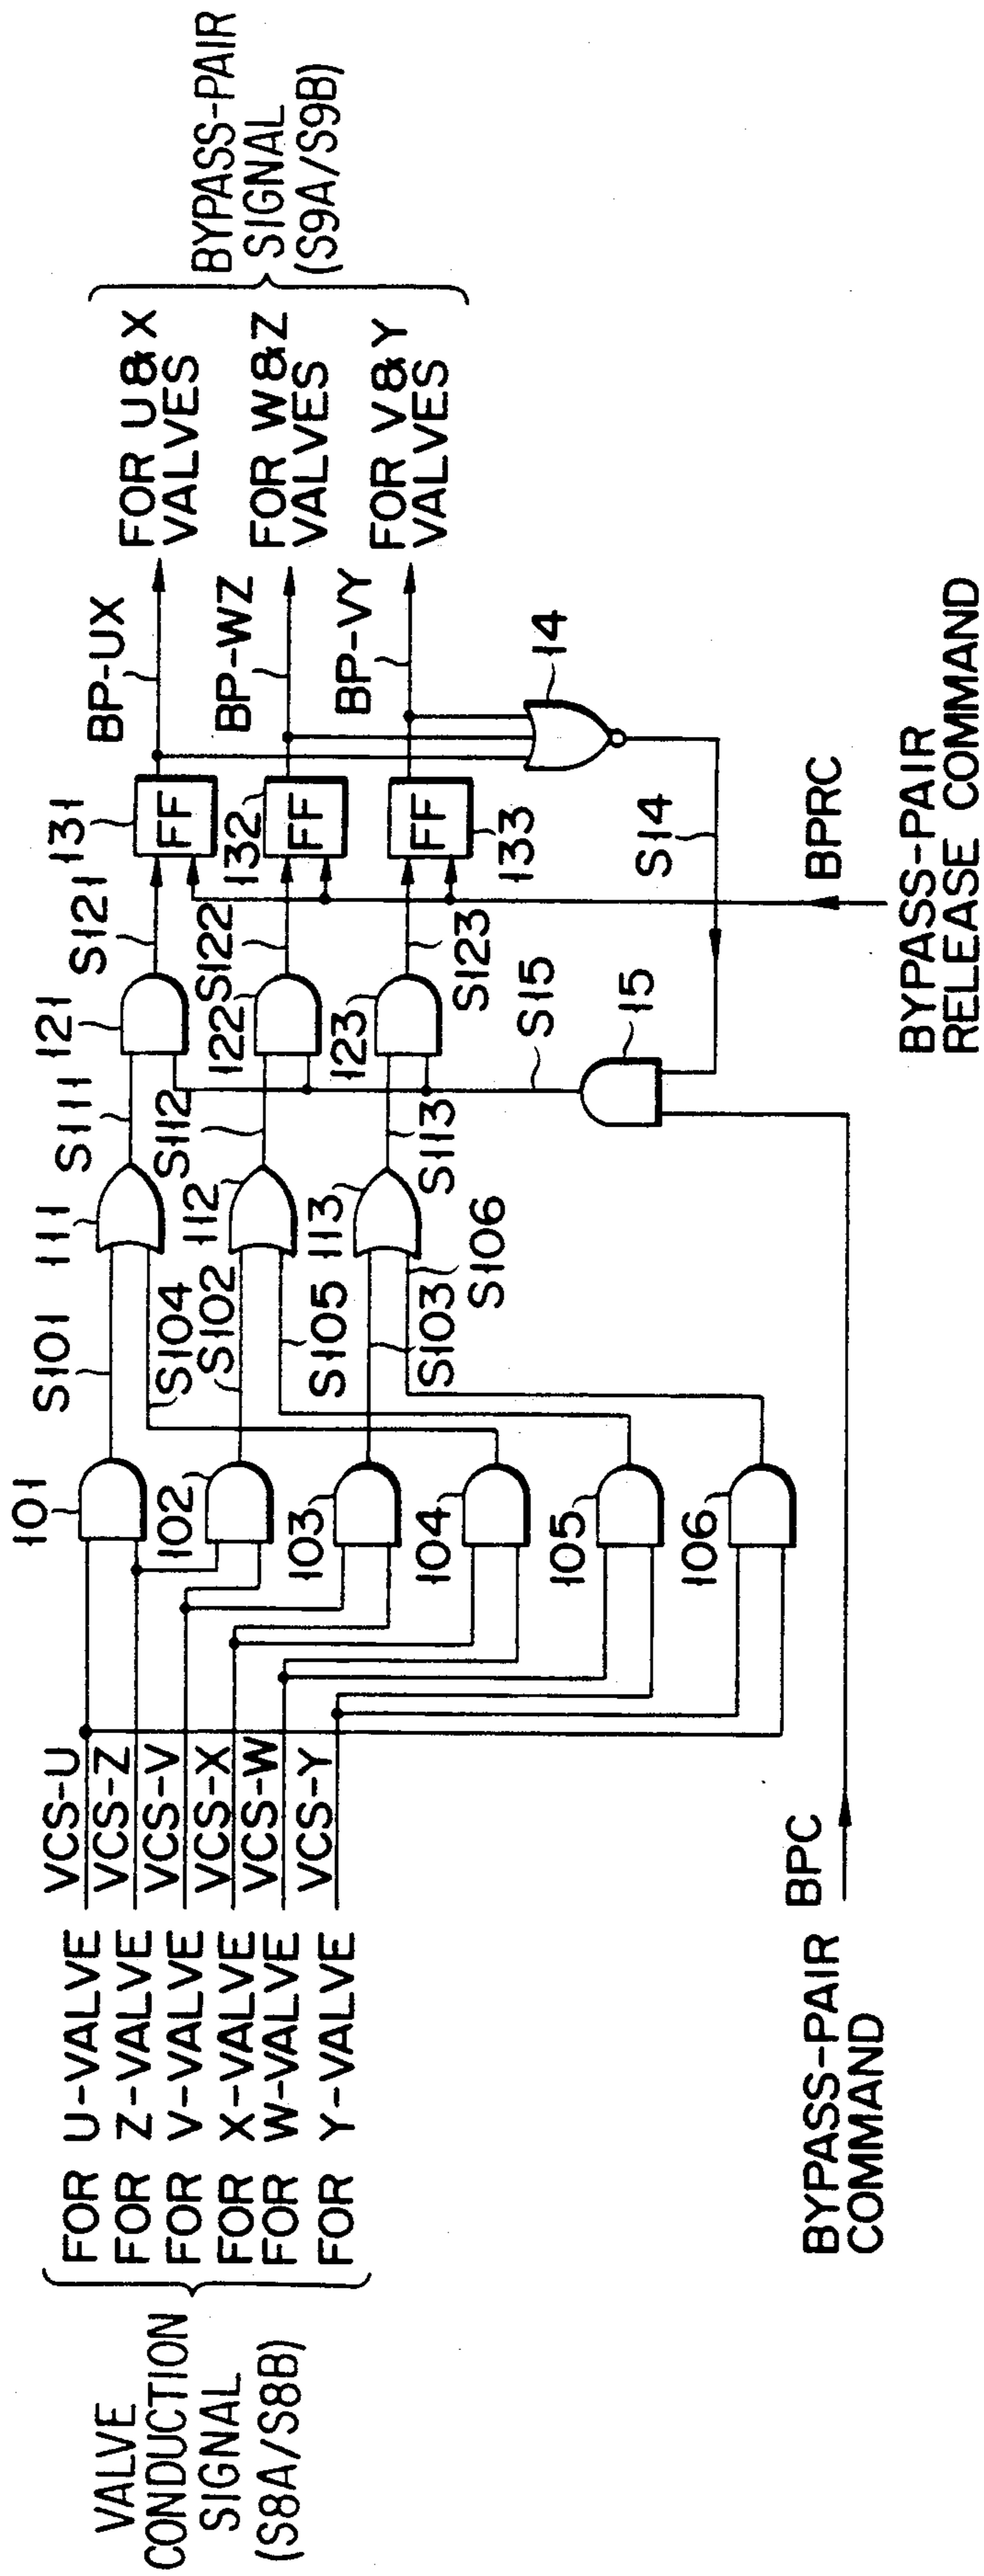 VALVE
CONDUCTION
SIGNAL
(S8A/S8B)
FOR U-VALVE
FOR Z-VALVE
FOR V-VALVE
FOR X-VALVE
FOR W-VALVE
FOR Y-VALVE
VCS-U
VCS-Z
VCS-V
VCS-X
VCS-W
VCS-Y
BYPASS-PAIR
COMMAND
BPC
101
102
103
104
105
106
S101
S104
S102
S105
S103
S106
111
112
113
S111
S112
S113
121
122
123
S121
S122
S123
S15
15
131
FF
132
FF
FF
133
S14
14
BPRC
BYPASS-PAIR
RELEASE COMMAND
BP-UX
BP-WZ
BP-VY
FOR U&X
VALVES
FOR W&Z
VALVES
FOR V&Y
VALVES
BYPASS-PAIR
SIGNAL
(S9A/S9B)